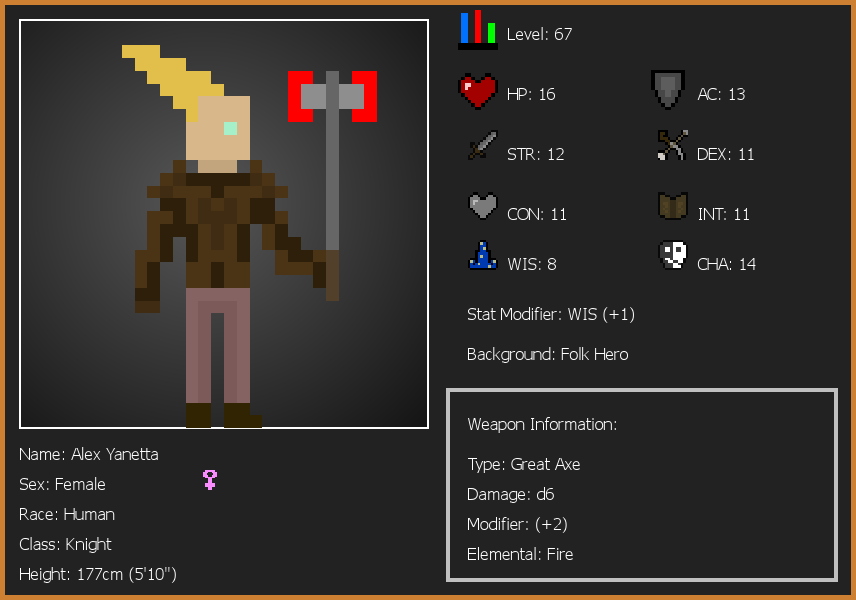 Level: 67
HP: 16
AC: 13
STR: 12
DEX: 11
CON: 11
INT: 11
WIS: 8
CHA: 14
Stat Modifier: WIS (+1)
Background: Folk Hero
Weapon Information:
Type: Great Axe
Damage: d6
Modifier: (+2)
Elemental: Fire
Name: Alex Yanetta
Sex: Female
Race: Human
Class: Knight
Height: 177cm (5'10")